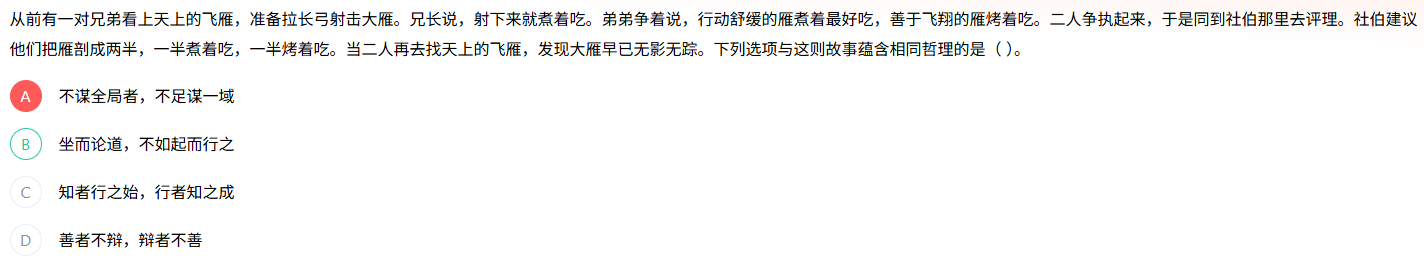 从前有一对兄弟看上天上的飞雁，准备拉长弓射击大雁。兄长说，射下来就煮着吃。弟弟争着说，行动舒缓的雁煮着最好吃，善于飞翔的雁烤着吃。二人争执起来，于是同到社伯那里去评理。社伯建议
他们把雁剖成两半，一半煮着吃，一半烤着吃。当二人再去找天上的飞雁，发现大雁早已无影无踪。下列选项与这则故事蕴含相同哲理的是（ ）。
A 不谋全局者，不足谋一域
B 坐而论道，不如起而行之
C 知者行之始，行者知之成
D 善者不辩，辩者不善